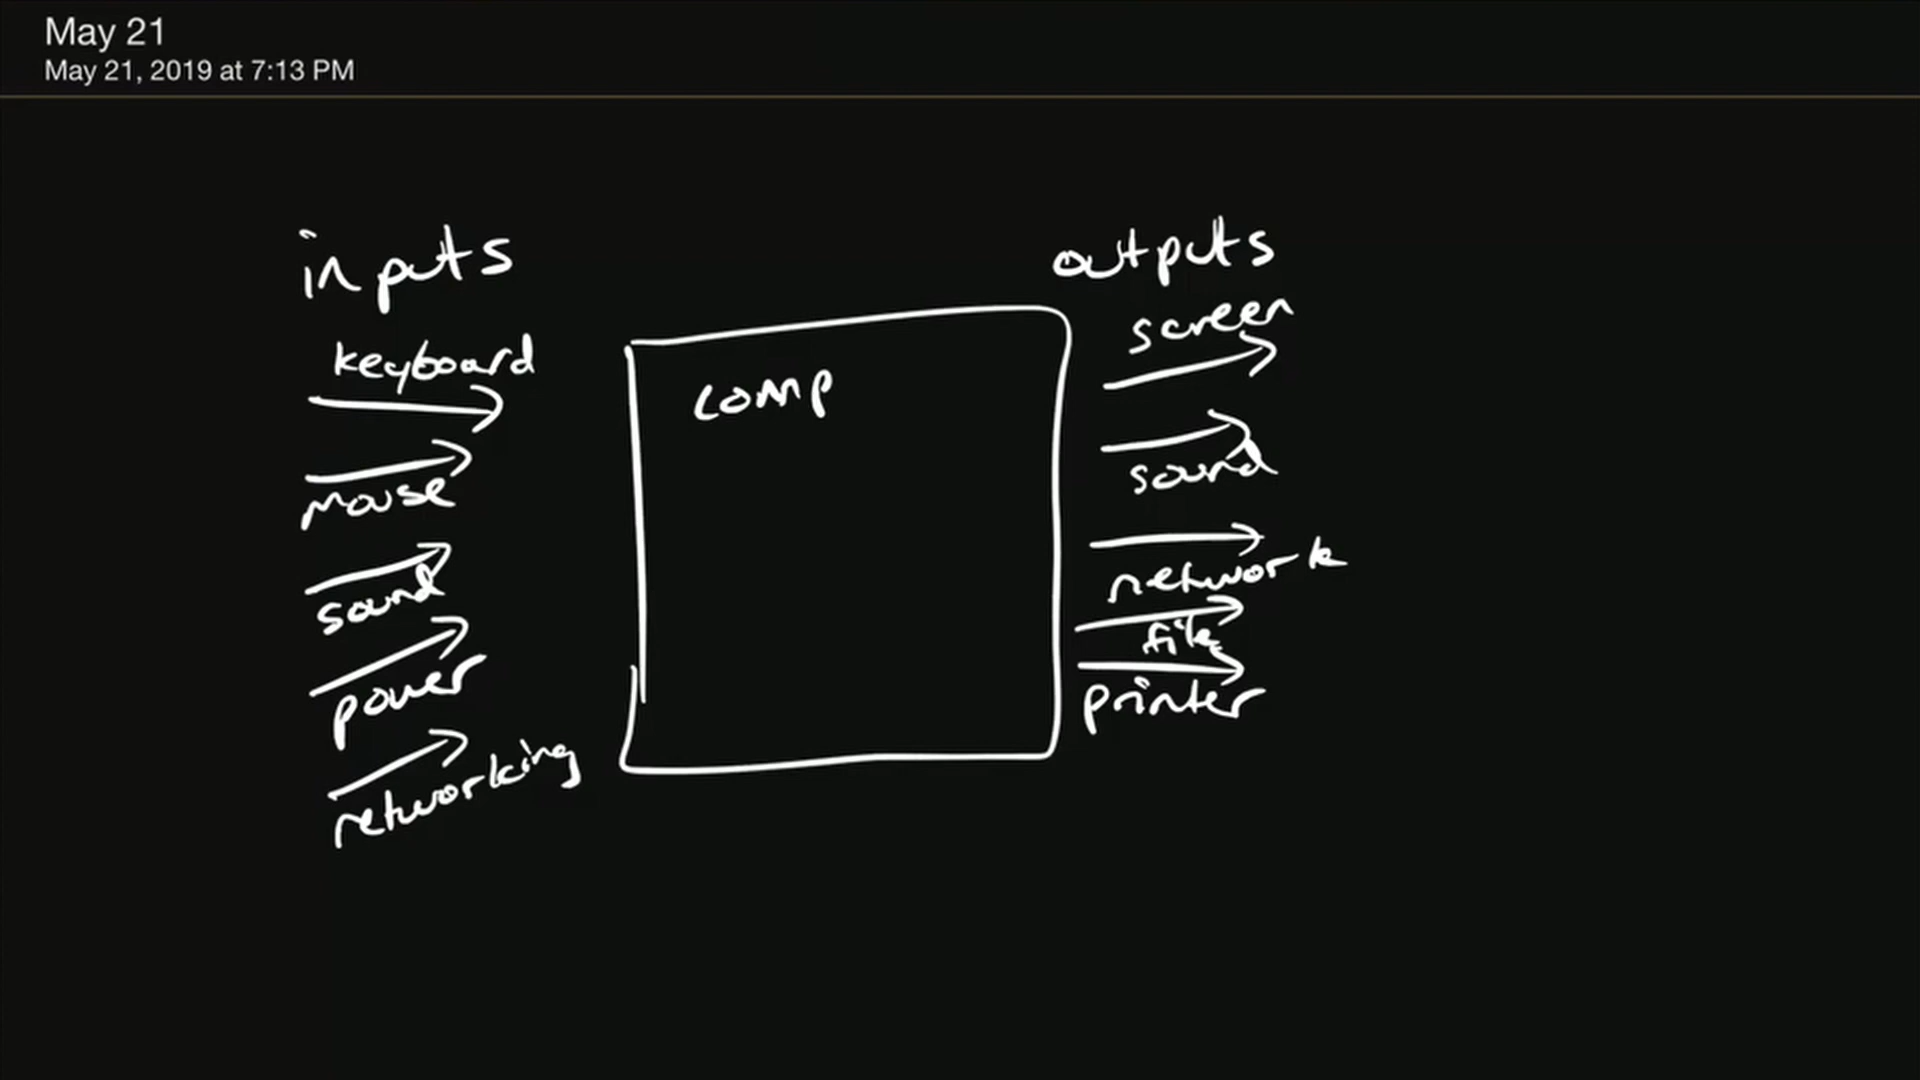 May 21
May 21, 2019 at 7:13 PM
inputs
keyboard
mouse
sound
power
networking
comp
outputs
screen
sound
network
file
printer